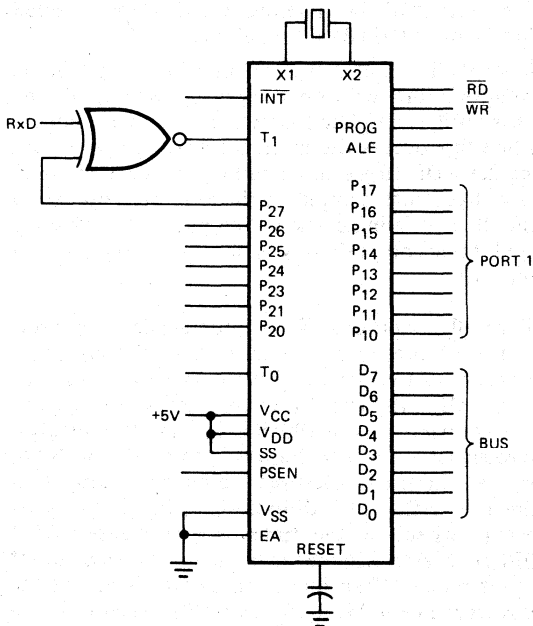 X1 X2
INT
RxD
T1
P27
P26
P25
P24
P23
P21
P20
T0
+5V
VCC
VDD
SS
PSEN
VSS
EA
RESET
RD
WR
PROG
ALE
P17
P16
P15
P14
P13
P12
P11
P10
PORT 1
D7
D6
D5
D4
D3
D2
D1
D0
BUS